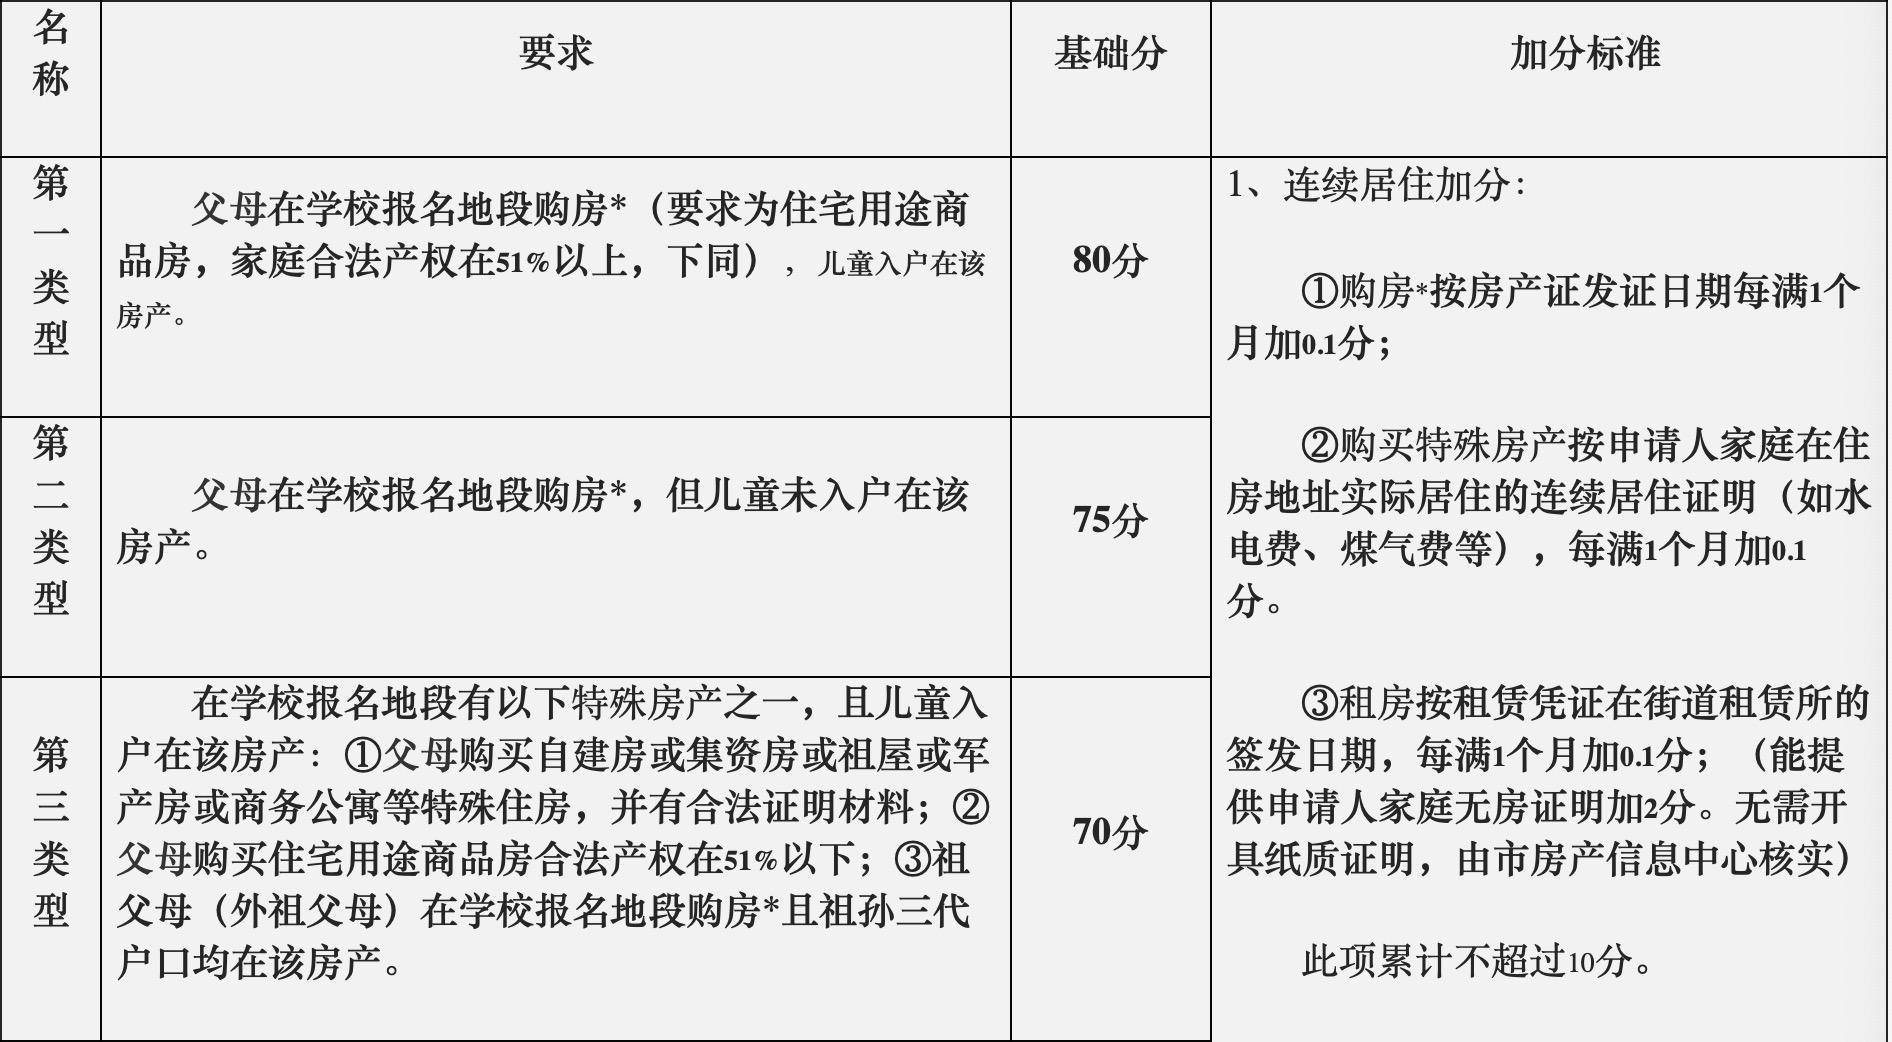 名
称
要求
基础分
加分标准
第
一
类
型
父母在学校报名地段购房*（要求为住宅用途商
品房，家庭合法产权在51%以上，下同），儿童入户在该
房产。
80分
第
二
类
型
父母在学校报名地段购房*，但儿童未入户在该
房产。
75分
第
三
类
型
在学校报名地段有以下特殊房产之一，且儿童入
户在该房产：①父母购买自建房或集资房或祖屋或军
产房或商务公寓等特殊住房，并有合法证明材料；②
父母购买住宅用途商品房合法产权在51%以下；③祖
父母（外祖父母）在学校报名地段购房*且祖孙三代
户口均在该房产。
70分
1、连续居住加分：
①购房*按房产证发证日期每满1个
月加0.1分；
②购买特殊房产按申请人家庭在住
房地址实际居住的连续居住证明（如水
电费、煤气费等），每满1个月加0.1
分。
③租房按租赁凭证在街道租赁所的
签发日期，每满1个月加0.1分；（能提
供申请人家庭无房证明加2分。无需开
具纸质证明，由市房产信息中心核实）
此项累计不超过10分。